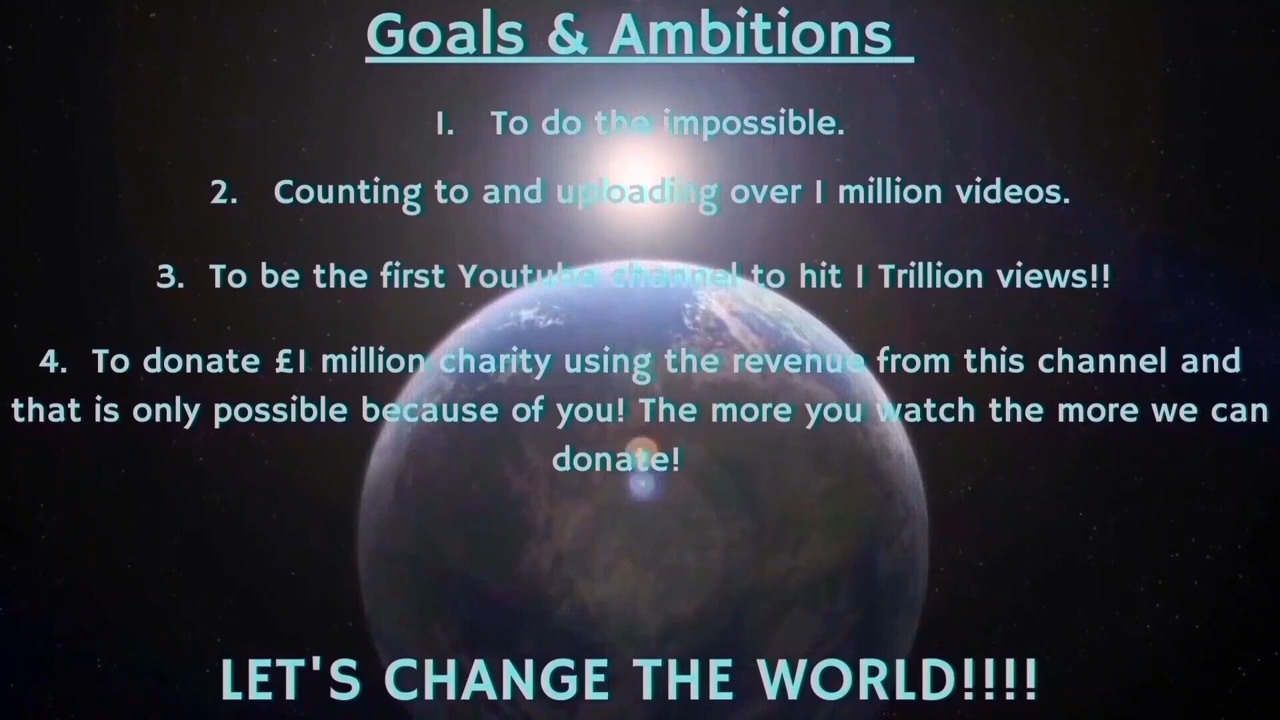 Goals & Ambitions
1. To do the impossible.
2. Counting to and uploading over 1 million videos.
3. To be the first Youtube channel to hit 1 Trillion views!!
4. To donate £1 million charity using the revenue from this channel and
that is only possible because of you! The more you watch the more we can
donate!
LET'S CHANGE THE WORLD!!!!